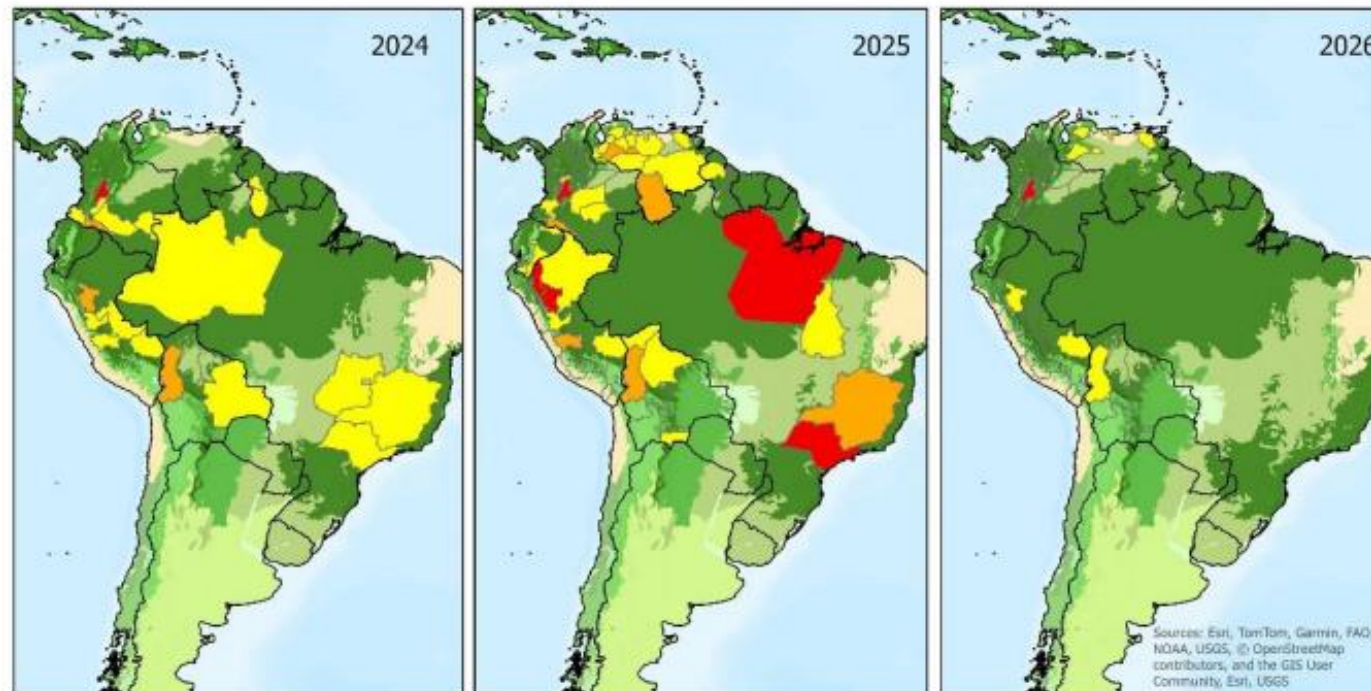 2024
2025
2026
Sources: Esri, TomTom, Garmin, FAO,
NOAA, USGS, © OpenStreetMap
contributors, and the GIS User
Community, Esri, USGS